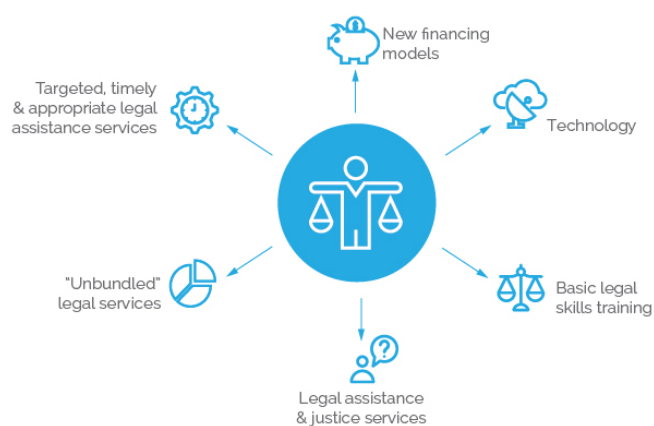 New financing
models
Targeted, timely
& appropriate legal
assistance services
Technology
"Unbundled"
legal services
Basic legal
skills training
Legal assistance
& justice services